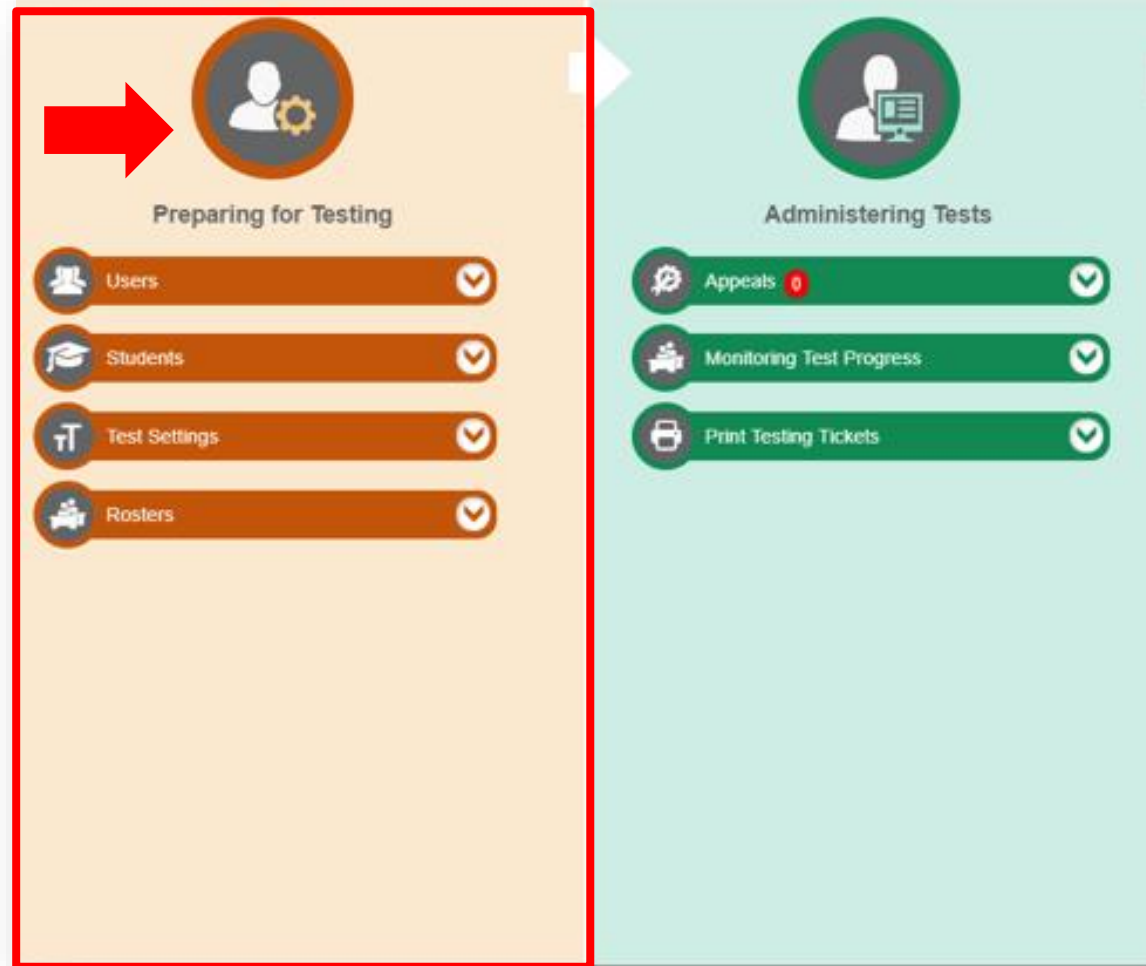 Preparing for Testing
Users
Students
Test Settings
Rosters
Administering Tests
Appeals 0
Monitoring Test Progress
Print Testing Tickets